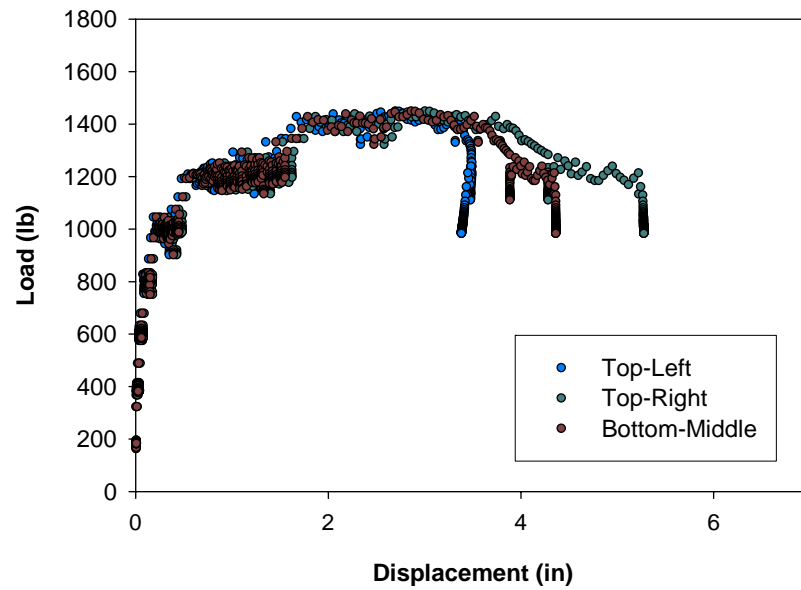 1800
1600
1400
1200
1000
800
600
400
200
0
Load (lb)
Top-Left
Top-Right
Bottom-Middle
0 2 4 6
Displacement (in)